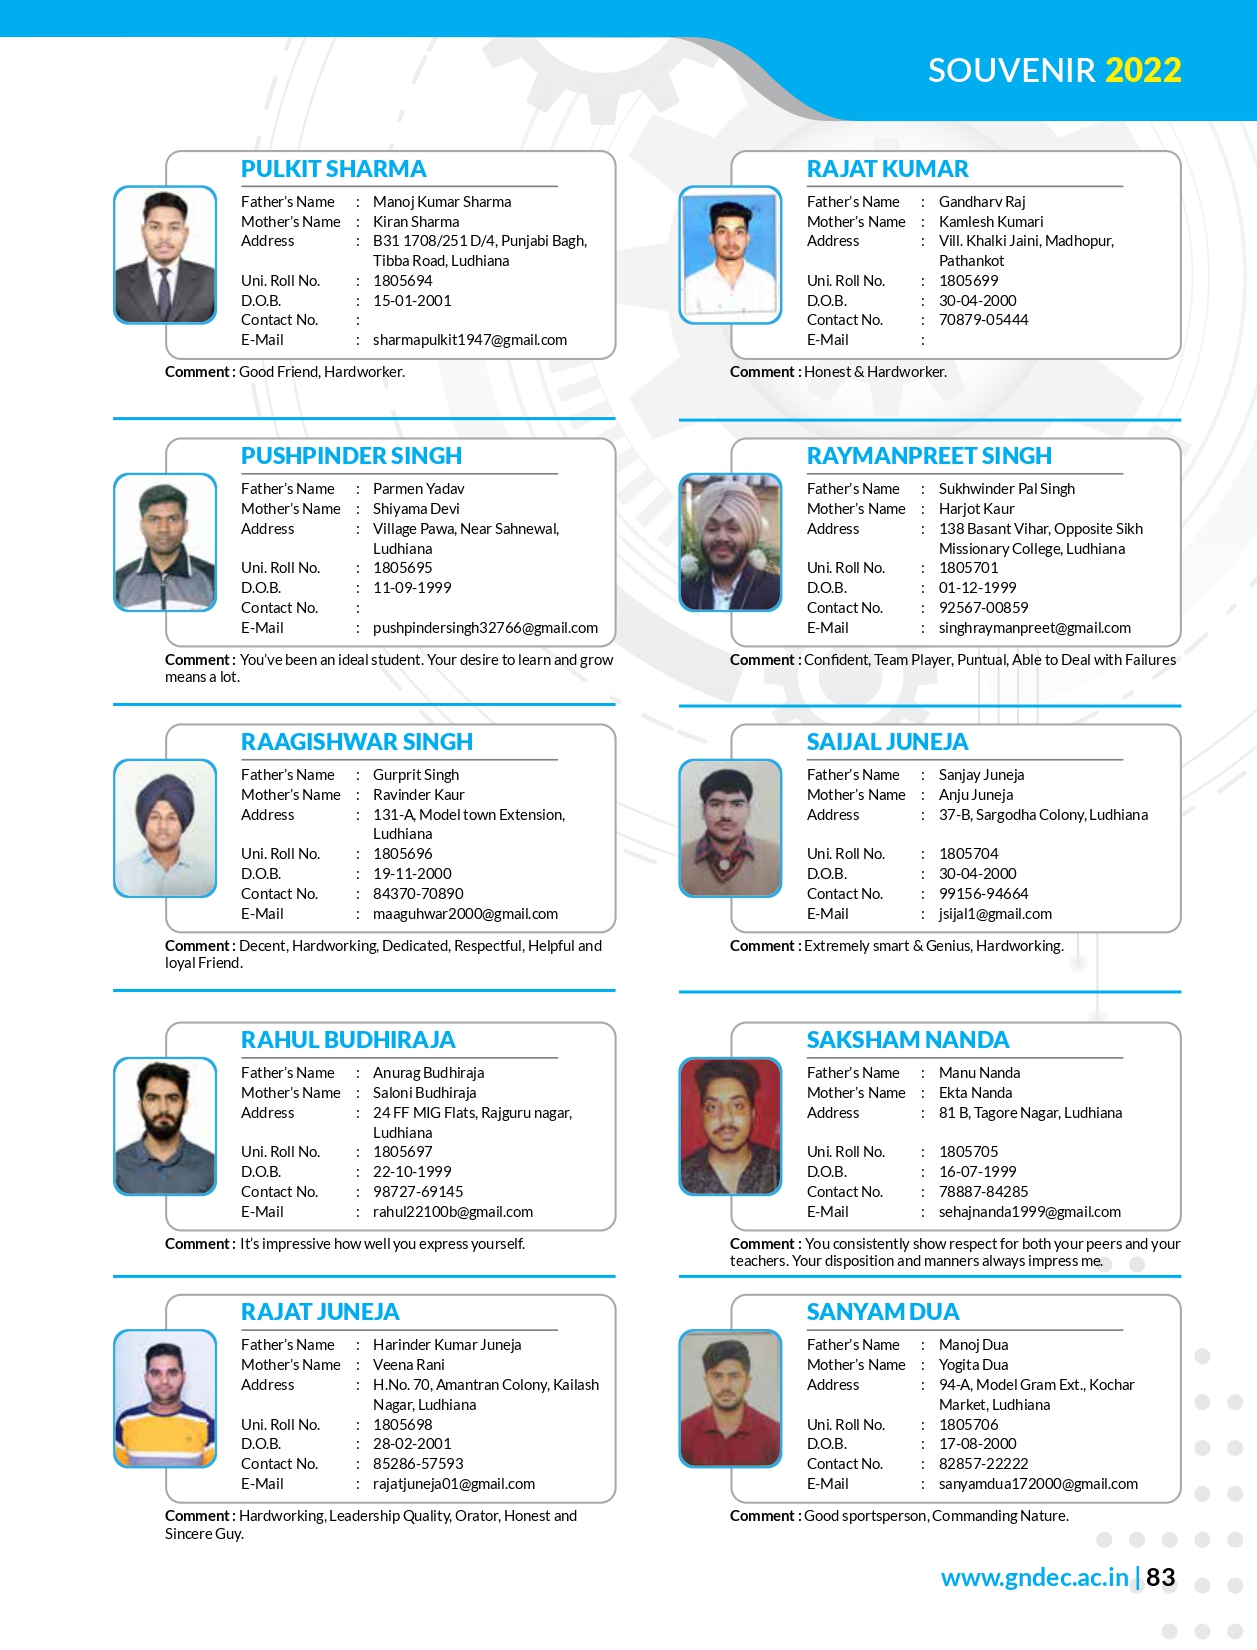 SOUVENIR 2022
PULKIT SHARMA
Father's Name : Manoj Kumar Sharma
Mother's Name : Kiran Sharma
Address : B31 1708/251 D/4, Punjabi Bagh,
Tibba Road, Ludhiana
Uni. Roll No. : 1805694
D.O.B. : 15-01-2001
Contact No. :
E-Mail : sharmapulkit1947@gmail.com
Comment : Good Friend, Hardworker.
PUSHPINDER SINGH
Father's Name : Parmen Yadav
Mother's Name : Shiyama Devi
Address : Village Pawa, Near Sahnewal,
Ludhiana
Uni. Roll No. : 1805695
D.O.B. : 11-09-1999
Contact No. :
E-Mail : pushpindersingh32766@gmail.com
Comment : You've been an ideal student. Your desire to learn and grow
means a lot.
RAAGISHWAR SINGH
Father's Name : Gurprit Singh
Mother's Name : Ravinder Kaur
Address : 131-A, Model town Extension,
Ludhiana
Uni. Roll No. : 1805696
D.O.B. : 19-11-2000
Contact No. : 84370-70890
E-Mail : maaguhwar2000@gmail.com
Comment : Decent, Hardworking, Dedicated, Respectful, Helpful and
loyal Friend.
RAHUL BUDHIRAJA
Father's Name : Anurag Budhiraja
Mother's Name : Saloni Budhiraja
Address : 24 FF MIG Flats, Rajguru nagar,
Ludhiana
Uni. Roll No. : 1805697
D.O.B. : 22-10-1999
Contact No. : 98727-69145
E-Mail : rahul22100b@gmail.com
Comment : It's impressive how well you express yourself.
RAJAT JUNEJA
Father's Name : Harinder Kumar Juneja
Mother's Name : Veena Rani
Address : H.No. 70, Amantran Colony, Kailash
Nagar, Ludhiana
Uni. Roll No. : 1805698
D.O.B. : 28-02-2001
Contact No. : 85286-57593
E-Mail : rajatjuneja01@gmail.com
Comment : Hardworking, Leadership Quality, Orator, Honest and
Sincere Guy.
RAJAT KUMAR
Father's Name : Gandharv Raj
Mother's Name : Kamlesh Kumari
Address : Vill. Khalki Jaini, Madhopur,
Pathankot
Uni. Roll No. : 1805699
D.O.B. : 30-04-2000
Contact No. : 70879-05444
E-Mail :
Comment : Honest & Hardworker.
RAYMANPREET SINGH
Father's Name : Sukhwinder Pal Singh
Mother's Name : Harjot Kaur
Address : 138 Basant Vihar, Opposite Sikh
Missionary College, Ludhiana
Uni. Roll No. : 1805701
D.O.B. : 01-12-1999
Contact No. : 92567-00859
E-Mail : singhraymanpreet@gmail.com
Comment : Confident, Team Player, Puntual, Able to Deal with Failures
SAIJAL JUNEJA
Father's Name : Sanjay Juneja
Mother's Name : Anju Juneja
Address : 37-B, Sargodha Colony, Ludhiana
Uni. Roll No. : 1805704
D.O.B. : 30-04-2000
Contact No. : 99156-94664
E-Mail : jsijal1@gmail.com
Comment : Extremely smart & Genius, Hardworking.
SAKSHAM NANDA
Father's Name : Manu Nanda
Mother's Name : Ekta Nanda
Address : 81 B, Tagore Nagar, Ludhiana
Uni. Roll No. : 1805705
D.O.B. : 16-07-1999
Contact No. : 78887-84285
E-Mail : sehajnanda1999@gmail.com
Comment : You consistently show respect for both your peers and your
teachers. Your disposition and manners always impress me.
SANYAM DUA
Father's Name : Manoj Dua
Mother's Name : Yogita Dua
Address : 94-A, Model Gram Ext., Kochar
Market, Ludhiana
Uni. Roll No. : 1805706
D.O.B. : 17-08-2000
Contact No. : 82857-22222
E-Mail : sanyamdua172000@gmail.com
Comment : Good sportsperson, Commanding Nature.
www.gndec.ac.in | 83